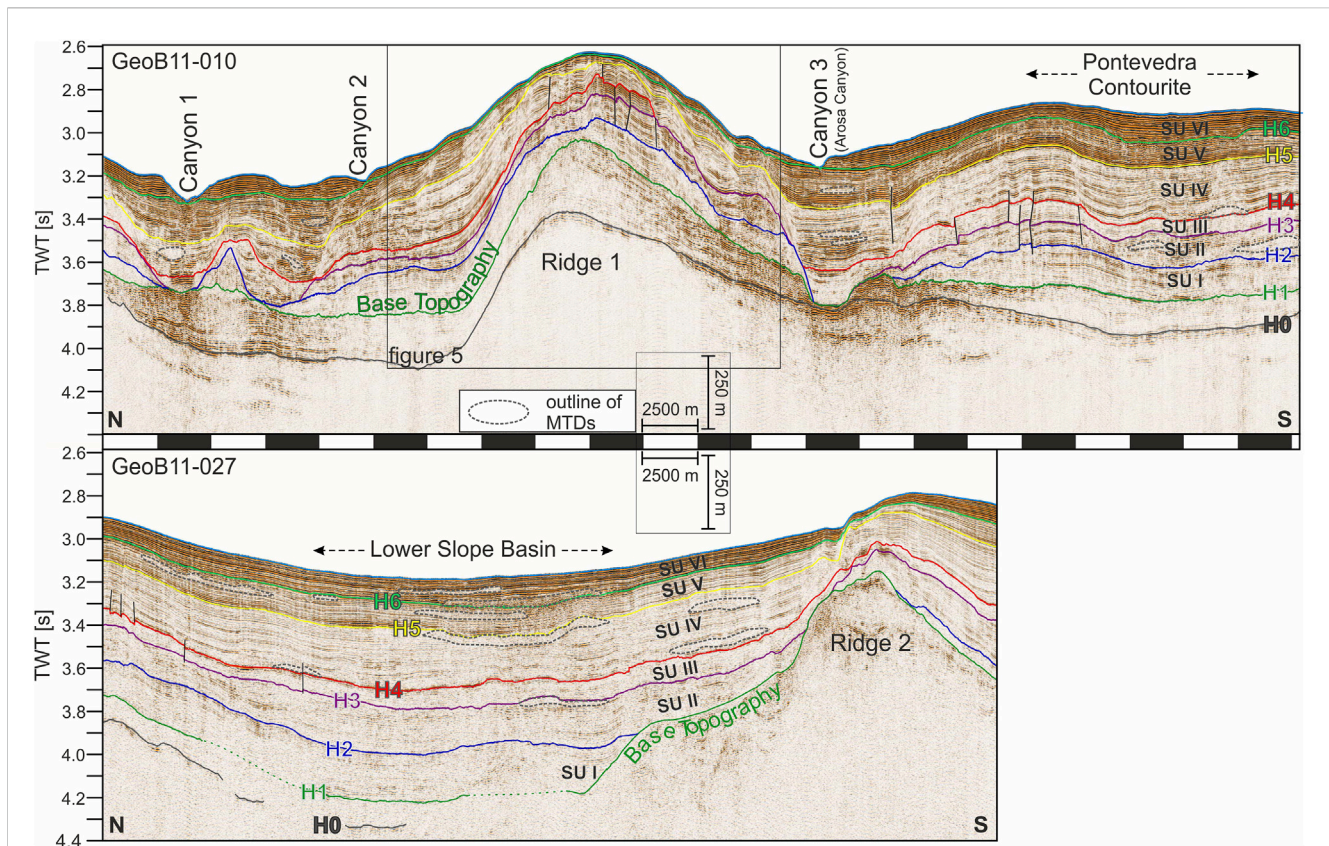 GeoB11-010
TWT [s]
2.6
2.8
3.0
3.2
3.4
3.6
3.8
4.0
4.2
Canyon 1
Canyon 2
Canyon 3
(Arosa Canyon)
Pontevedra
Contourite
SU VI
H6
SU V
H5
SU IV
H4
SU III
H3
SU II
H2
SU I
H1
H0
Ridge 1
Base Topography
figure 5
N
S
outline of
MTDs
2500 m
250 m
2500 m
250 m
GeoB11-027
TWT [s]
2.6
2.8
3.0
3.2
3.4
3.6
3.8
4.0
4.2
4.4
Lower Slope Basin
SU VI
H6
SU V
H5
SU IV
SU III
H4
H3
SU II
H2
SU I
H1
H0
Base Topography
Ridge 2
N
S